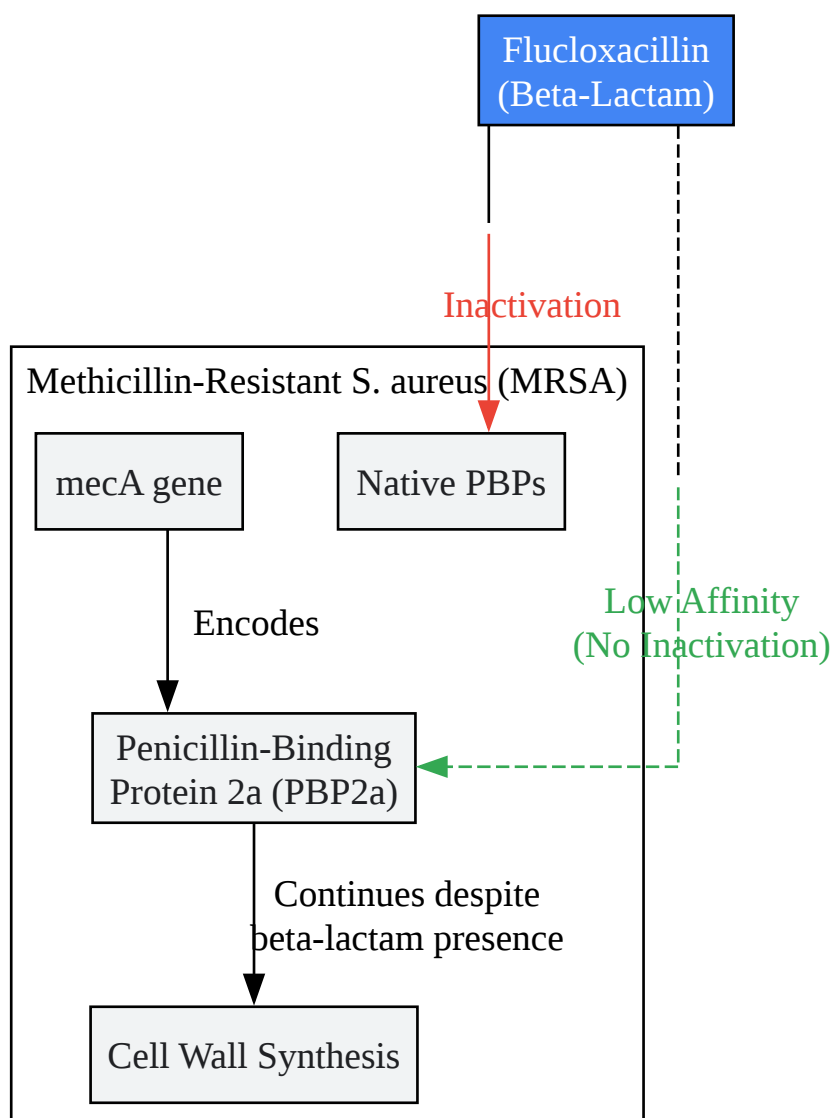 Flucloxacillin
(Beta-Lactam)
Inactivation
Methicillin-Resistant S. aureus (MRSA)
mecA gene
Native PBPs
Encodes
Low Affinity
(No Inactivation)
Penicillin-Binding
Protein 2a (PBP2a)
Continues despite
beta-lactam presence
Cell Wall Synthesis